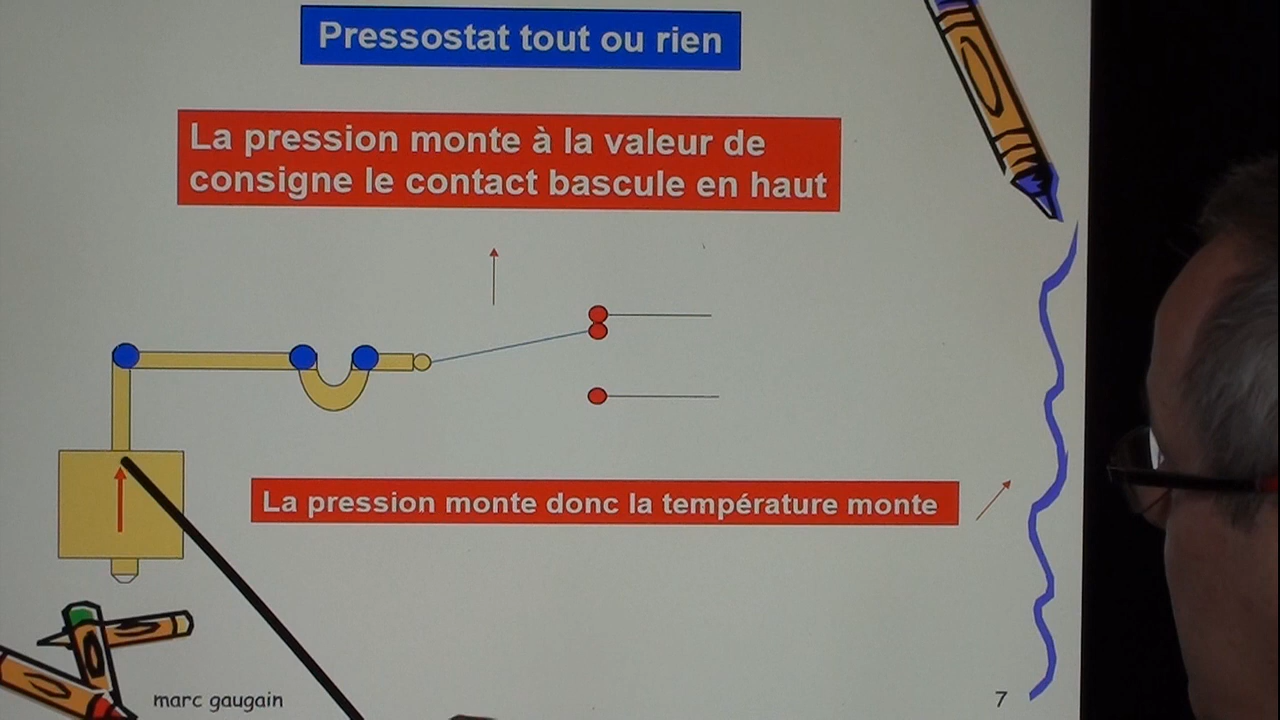 Pressostat tout ou rien
La pression monte à la valeur de
consigne le contact bascule en haut
La pression monte donc la température monte
marc gaugain
7